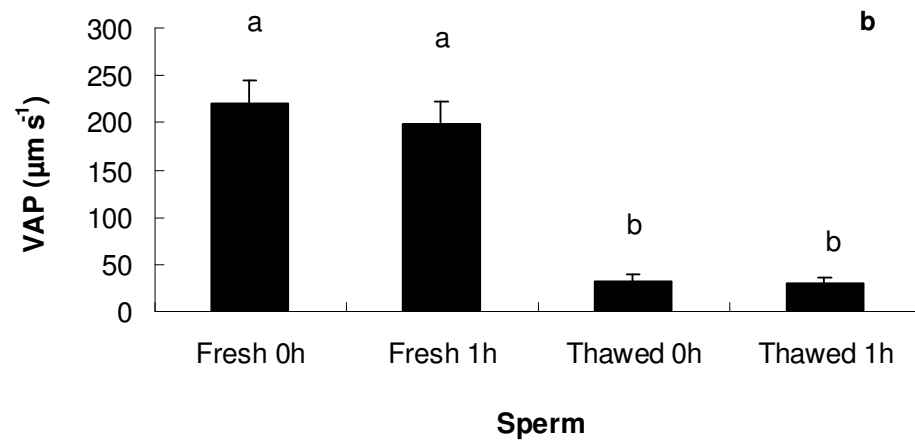 b
a
a
300
250
200
150
100
50
0
VAP (µm s-1)
b
b
Fresh 0h
Fresh 1h
Thawed 0h
Thawed 1h
Sperm